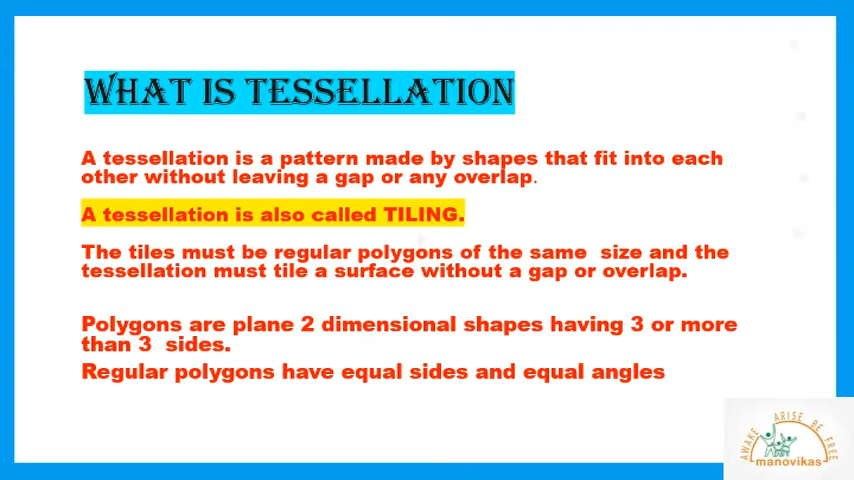 WHAT IS TESSELLATION
A tessellation is a pattern made by shapes that fit into each
other without leaving a gap or any overlap.
A tessellation is also called TILING.
The tiles must be regular polygons of the same  size and the
tessellation must tile a surface without a gap or overlap.
Polygons are plane 2 dimensional shapes having 3 or more
than 3  sides.
Regular polygons have equal sides and equal angles
AWAKE ARISE BE FREE
manovikas